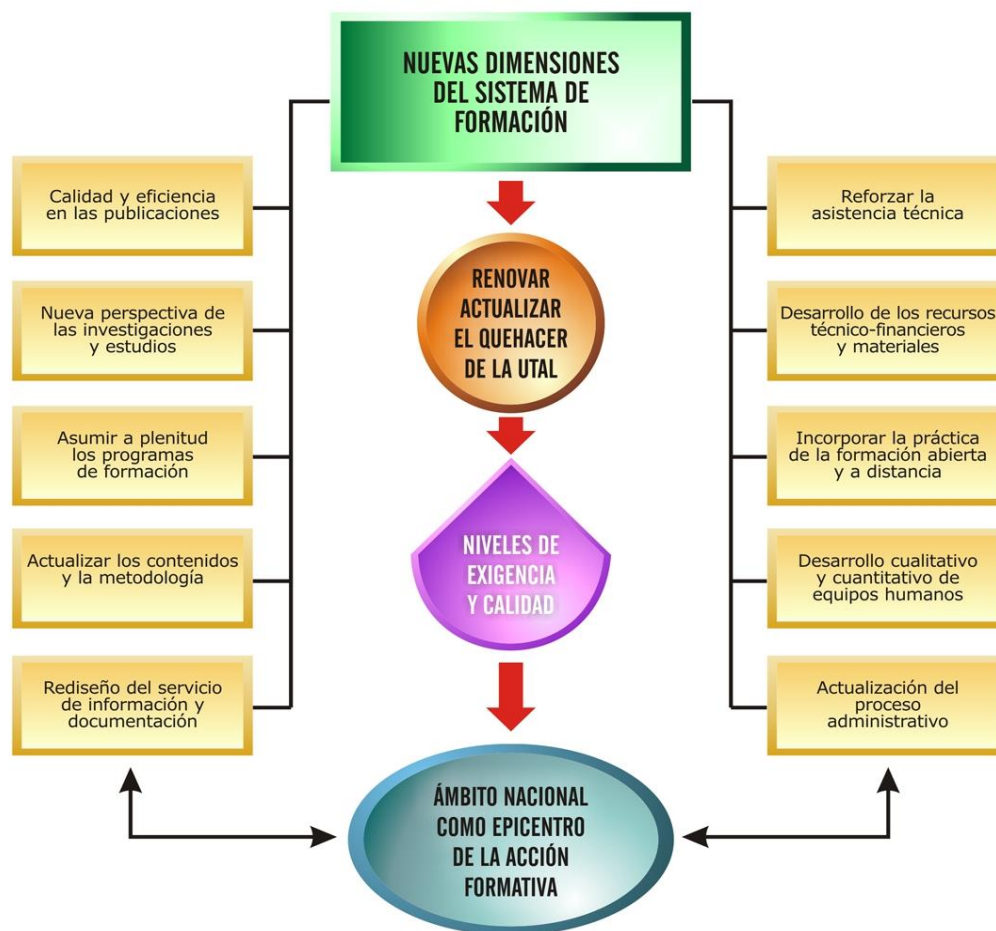 NUEVAS DIMENSIONES
DEL SISTEMA DE
FORMACIÓN
Calidad y eficiencia
en las publicaciones
Nueva perspectiva de
las investigaciones
y estudios
Asumir a plenitud
los programas
de formación
Actualizar los contenidos
y la metodología
Rediseño del servicio
de información y
documentación
RENOVAR
ACTUALIZAR
EL QUEHACER
DE LA UTAL
NIVELES DE
EXIGENCIA
Y CALIDAD
ÁMBITO NACIONAL
COMO EPICENTRO
DE LA ACCIÓN
FORMATIVA
Reforzar la
asistencia técnica
Desarrollo de los recursos
técnico-financieros
y materiales
Incorporar la práctica
de la formación abierta
y a distancia
Desarrollo cualitativo
y cuantitativo de
equipos humanos
Actualización del
proceso
administrativo